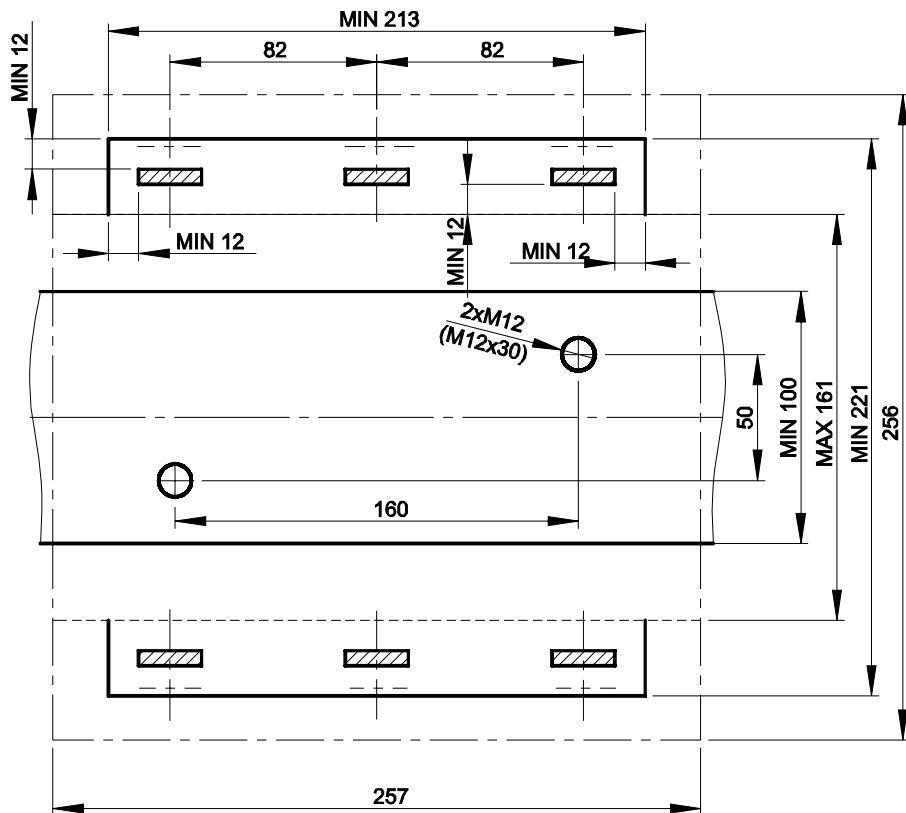 MIN 213
82
82
MIN 12
MIN 12
MIN 12
MIN 12
2xM12
(M12x30)
50
MIN 100
MAX 161
MIN 221
256
160
257